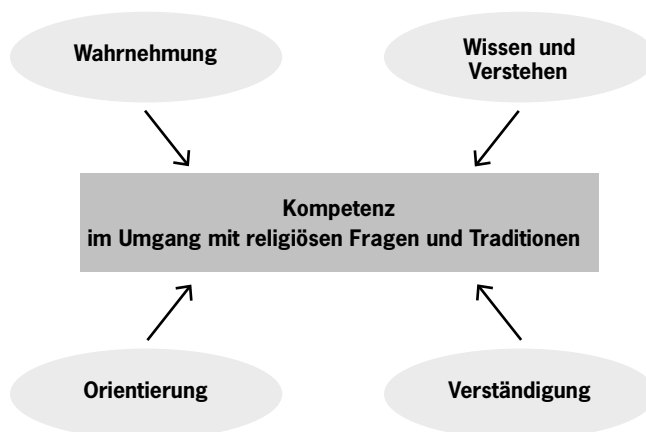 Wahrnehmung
Wissen und
Verstehen
Kompetenz
im Umgang mit religiösen Fragen und Traditionen
Orientierung
Verständigung